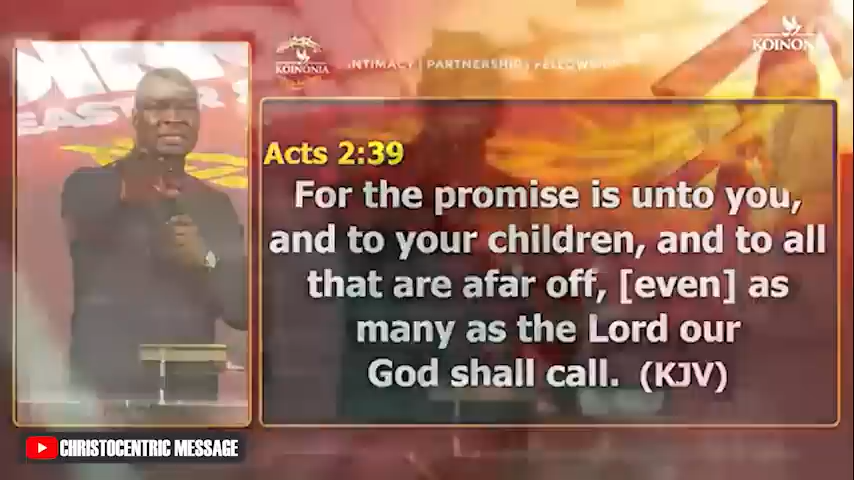 KOINONIA
INTIMACY | PARTNERSHIP | FELLOWSHIP
KOINONIA
EASTER
Acts 2:39
For the promise is unto you,
and to your children, and to all
that are afar off, [even] as
many as the Lord our
God shall call. (KJV)
CHRISTOCENTRIC MESSAGE